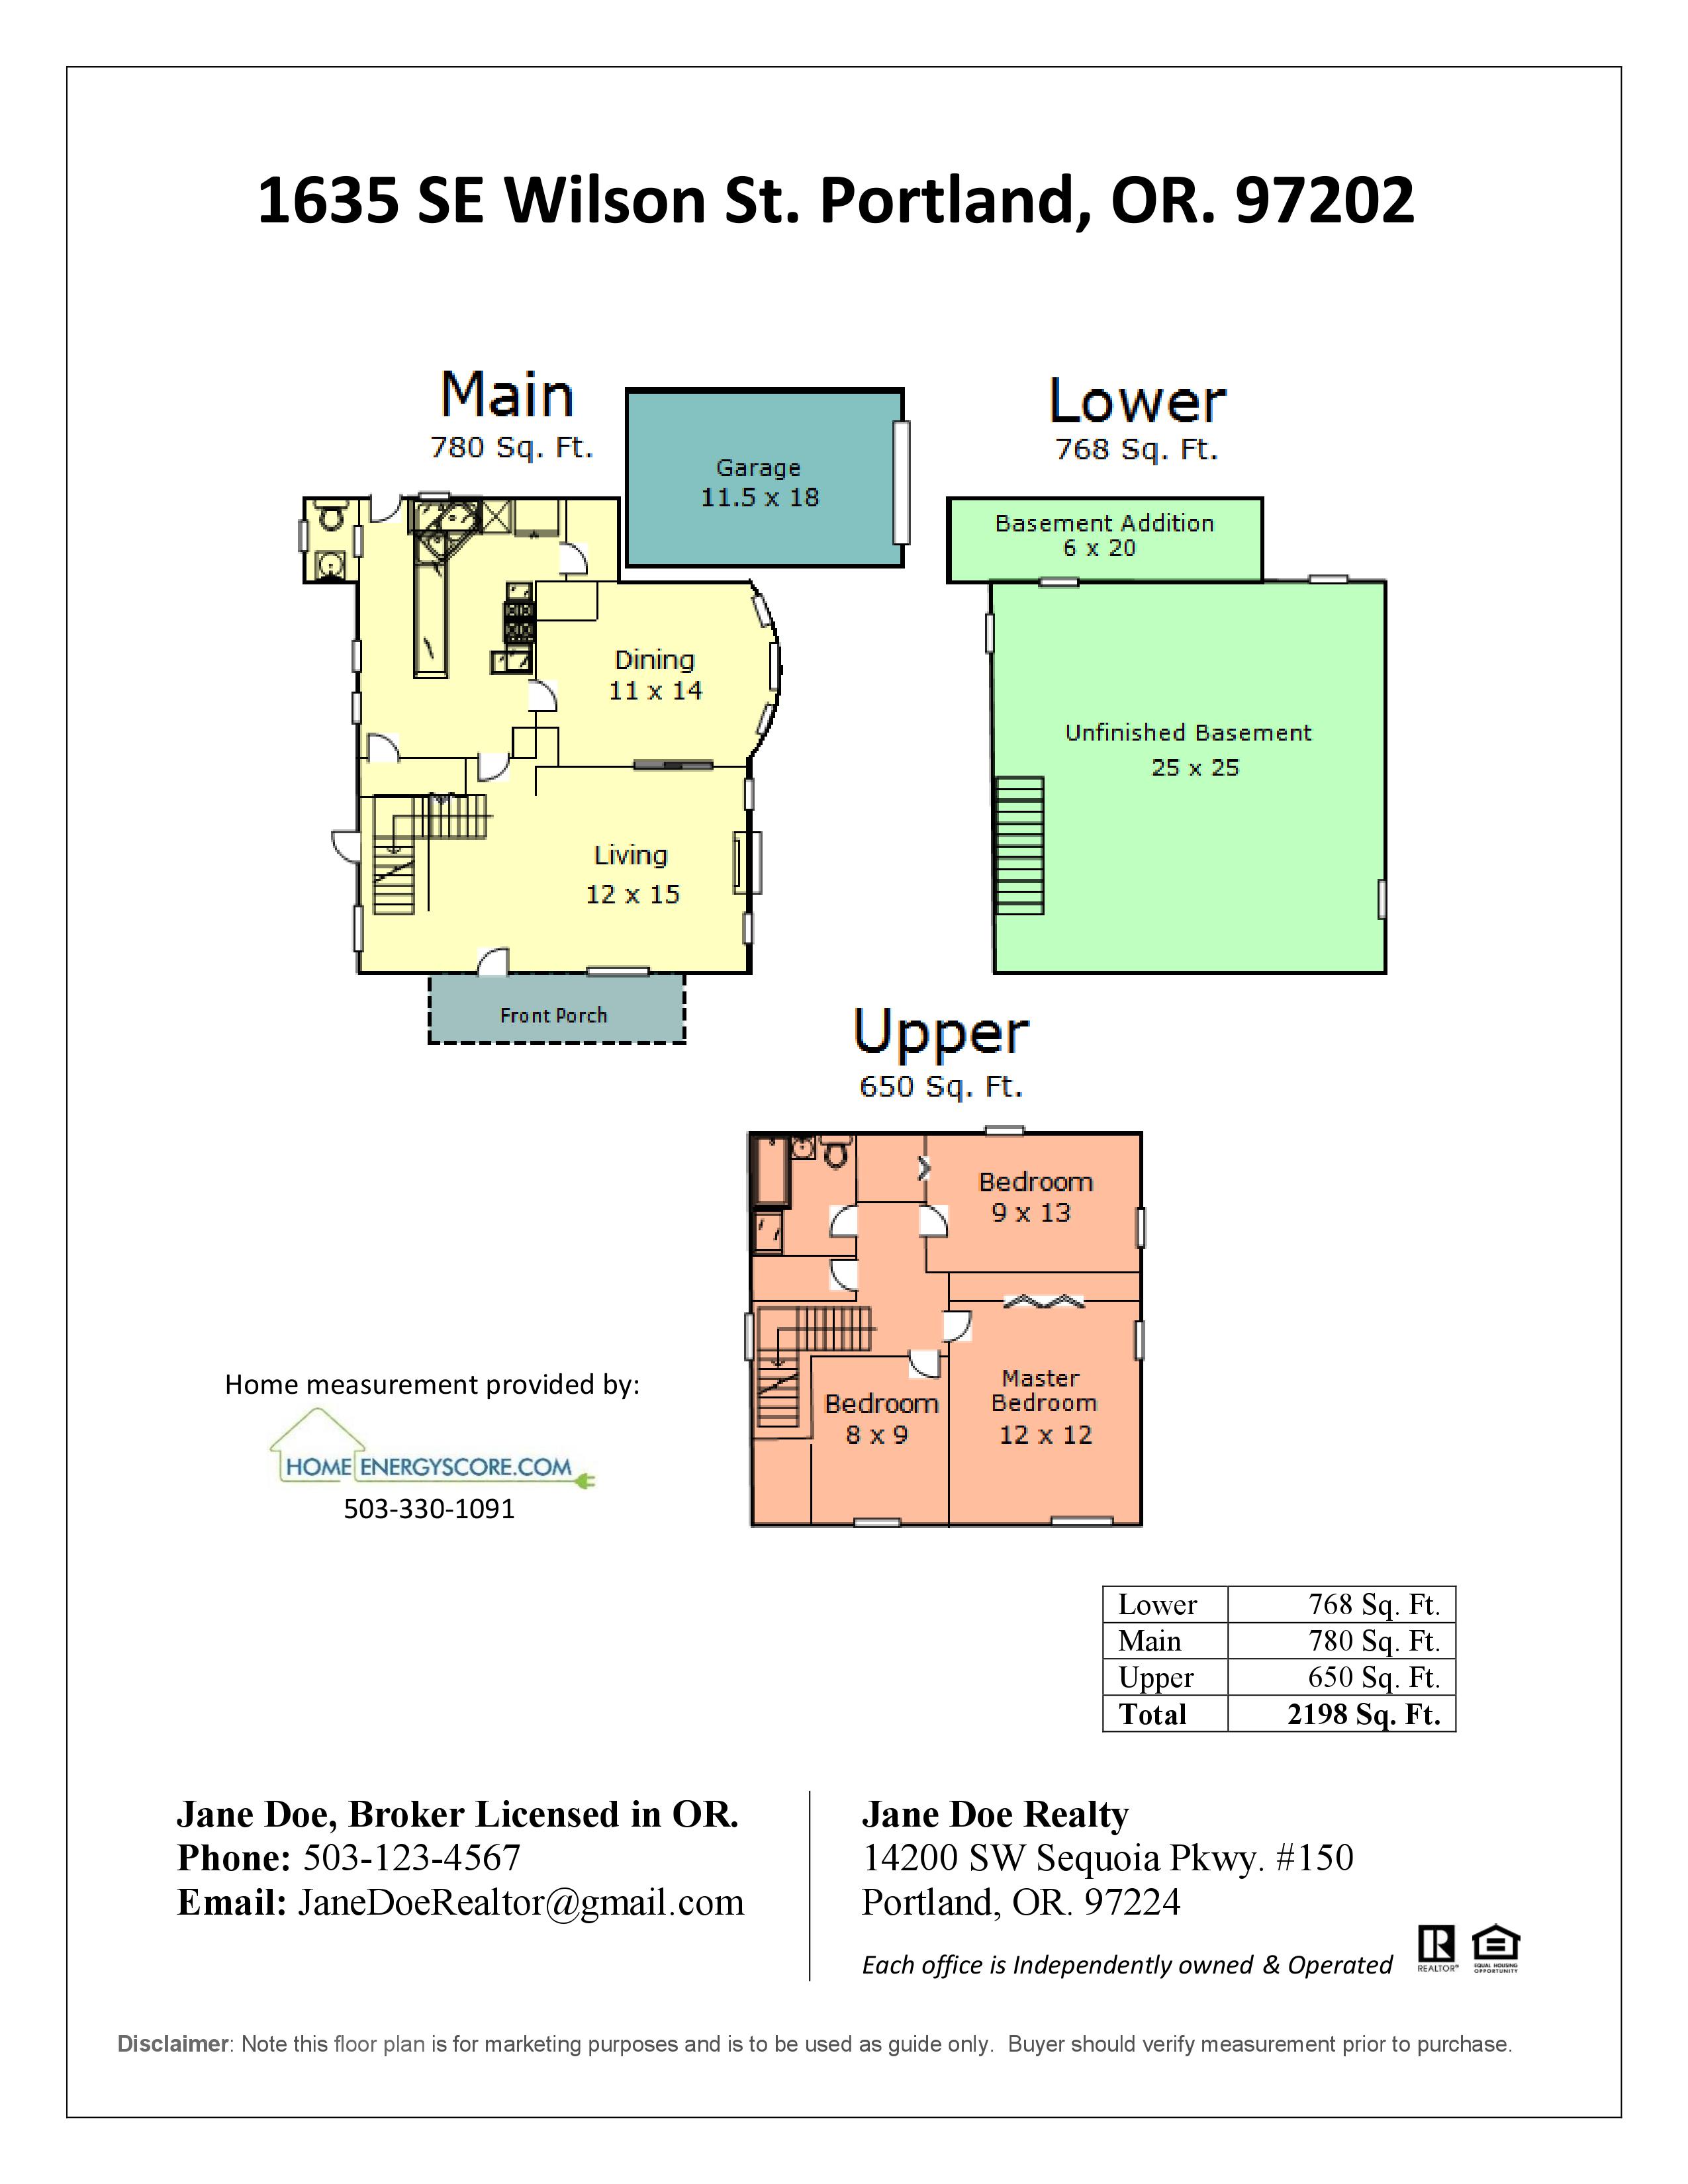 1635 SE Wilson St. Portland, OR. 97202
Main
780 Sq. Ft.
Garage
11.5 x 18
Lower
768 Sq. Ft.
Basement Addition
6 x 20
Dining
11 x 14
Unfinished Basement
25 x 25
Living
12 x 15
Front Porch
Upper
650 Sq. Ft.
Bedroom
9 x 13
Master
Bedroom
12 x 12
Bedroom
8 x 9
Home measurement provided by:
HOME ENERGYSCORE.COM
503-330-1091
Lower 768 Sq. Ft.
Main 780 Sq. Ft.
Upper 650 Sq. Ft.
Total 2198 Sq. Ft.
Jane Doe, Broker Licensed in OR.
Phone: 503-123-4567
Email: JaneDoeRealtor@gmail.com
Jane Doe Realty
14200 SW Sequoia Pkwy. #150
Portland, OR. 97224
Each office is Independently owned & Operated
REALTOR®
EQUAL HOUSING
OPPORTUNITY
Disclaimer: Note this floor plan is for marketing purposes and is to be used as guide only. Buyer should verify measurement prior to purchase.